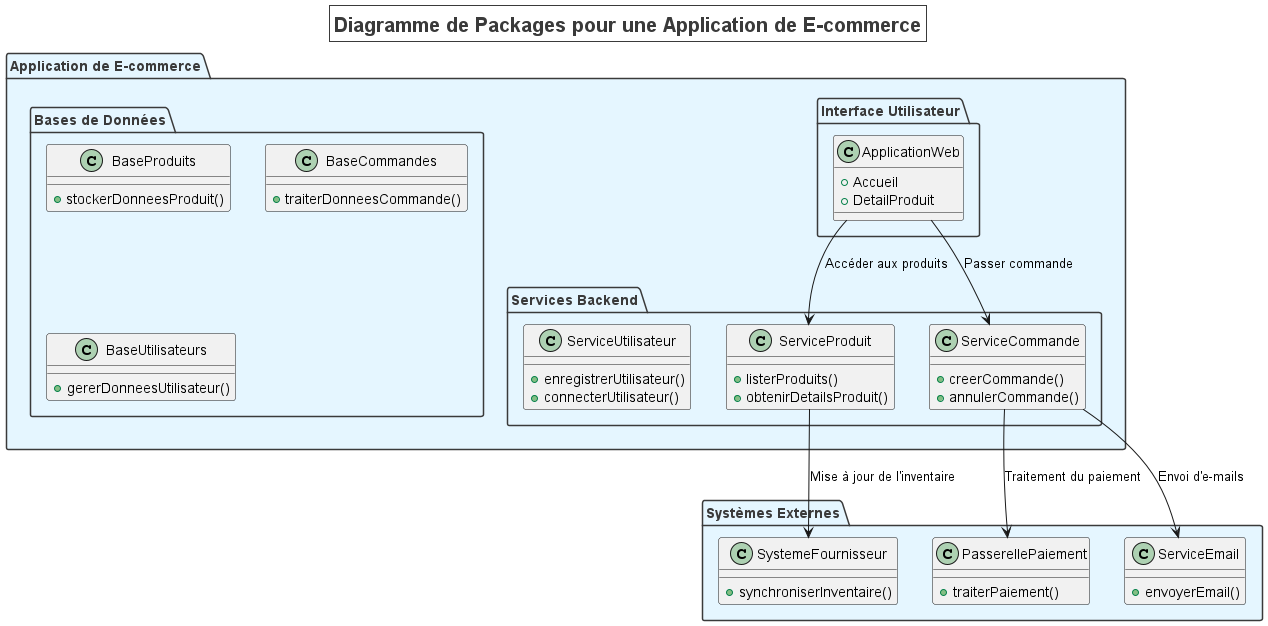 Diagramme de Packages pour une Application de E-commerce
Application de E-commerce
Bases de Données
C BaseProduits
stockerDonneesProduit()
C BaseCommandes
traiterDonneesCommande()
C BaseUtilisateurs
gererDonneesUtilisateur()
Interface Utilisateur
C ApplicationWeb
Accueil
DetailProduit
Accéder aux produits
Passer commande
Services Backend
C ServiceUtilisateur
enregistrerUtilisateur()
connecterUtilisateur()
C ServiceProduit
listerProduits()
obtenirDetailsProduit()
C ServiceCommande
creerCommande()
annulerCommande()
Mise à jour de l'inventaire
Traitement du paiement
Envoi d'e-mails
Systèmes Externes
C SystemeFournisseur
synchroniserInventaire()
C PasserellePaiement
traiterPaiement()
C ServiceEmail
envoyerEmail()